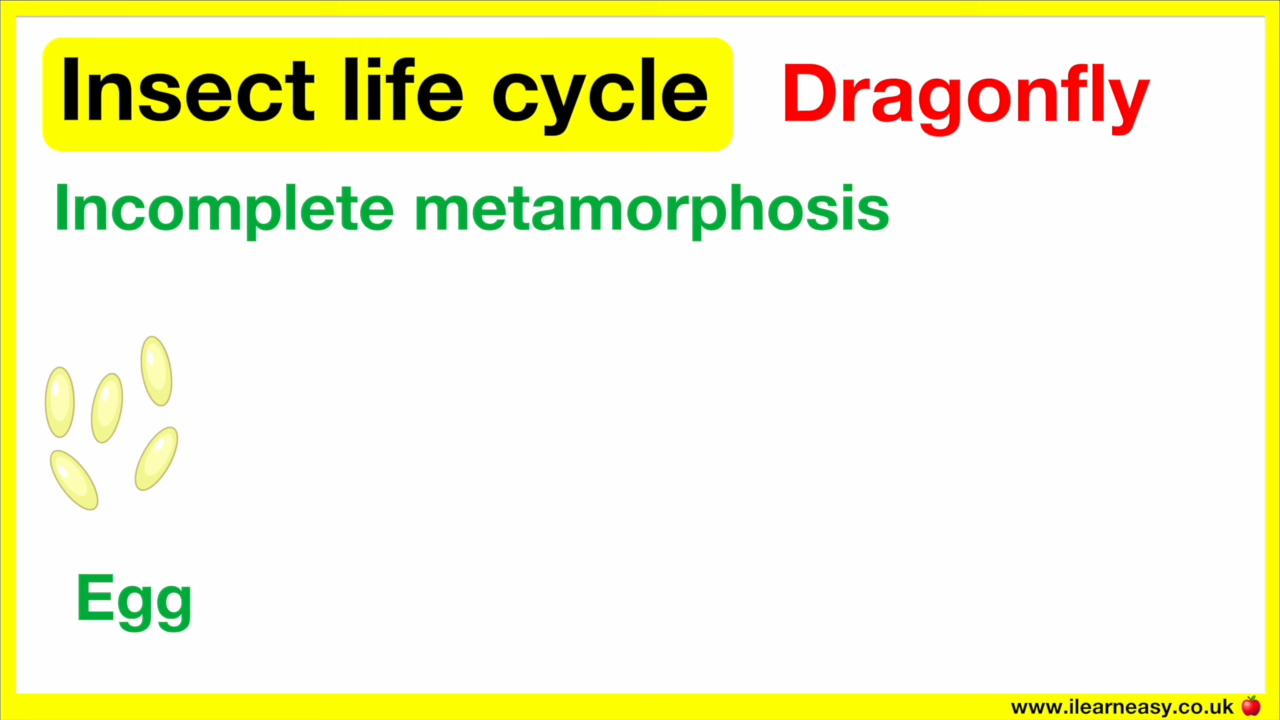 Insect life cycle
Dragonfly
Incomplete metamorphosis
Egg
www.ilearneasy.co.uk